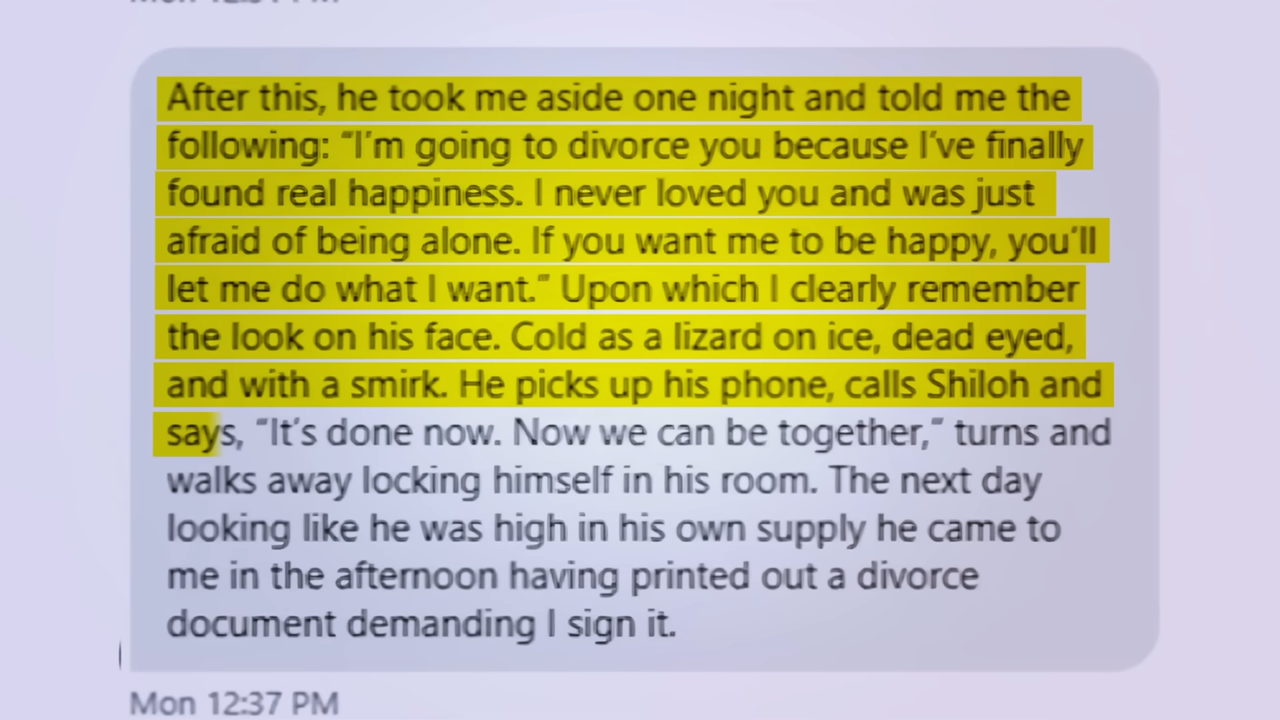 After this, he took me aside one night and told me the
following: “I’m going to divorce you because I’ve finally
found real happiness. I never loved you and was just
afraid of being alone. If you want me to be happy, you’ll
let me do what I want.” Upon which I clearly remember
the look on his face. Cold as a lizard on ice, dead eyed,
and with a smirk. He picks up his phone, calls Shiloh and
says, “It’s done now. Now we can be together,” turns and
walks away locking himself in his room. The next day
looking like he was high in his own supply he came to
me in the afternoon having printed out a divorce
document demanding I sign it.
Mon 12:37 PM